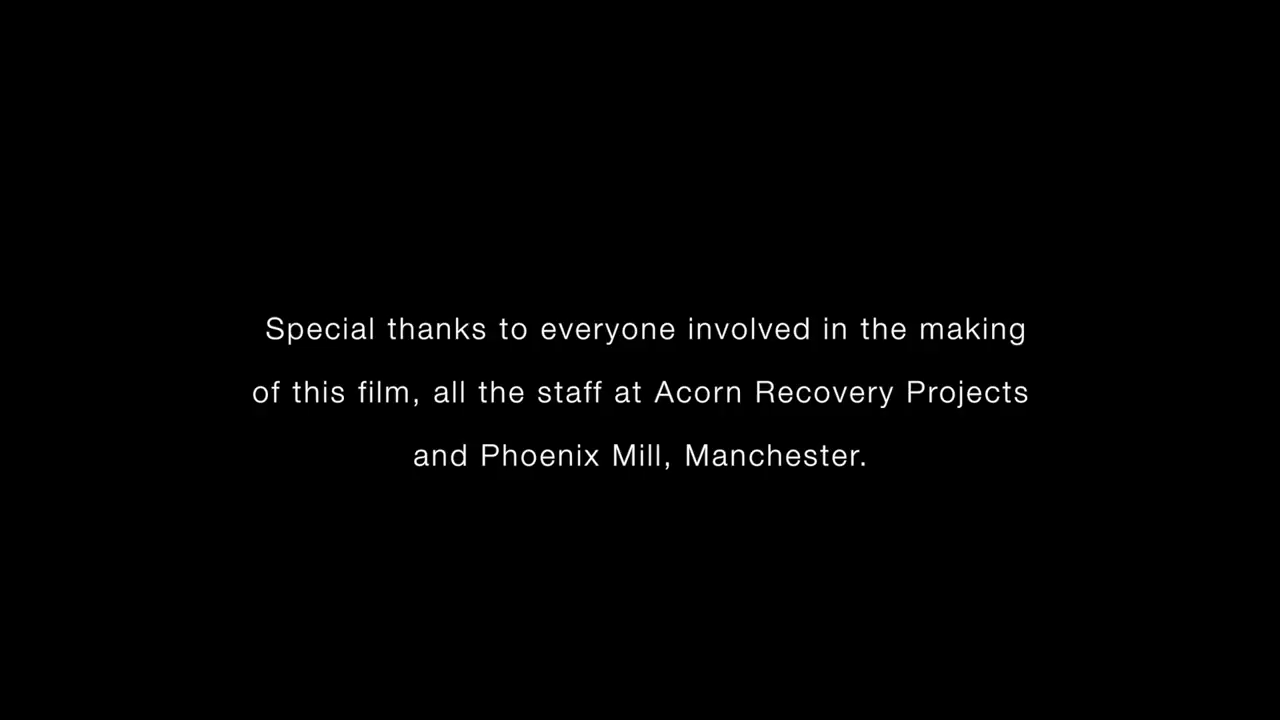 Special thanks to everyone involved in the making
of this film, all the staff at Acorn Recovery Projects
and Phoenix Mill, Manchester.